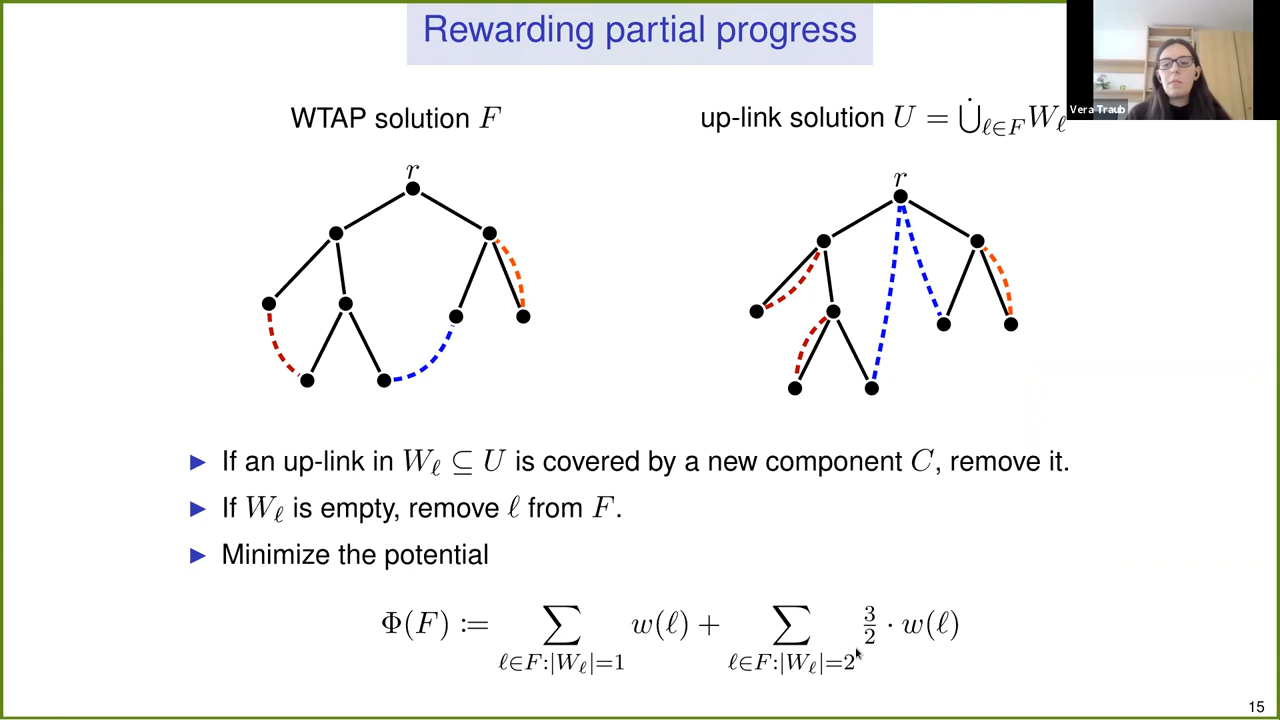 Rewarding partial progress
Vera Traub
WTAP solution F
up-link solution U = ⋃̇_{ℓ∈F} W_ℓ
r
r
▶ If an up-link in W_ℓ ⊆ U is covered by a new component C, remove it.
▶ If W_ℓ is empty, remove ℓ from F.
▶ Minimize the potential
Φ(F) := ∑_{ℓ∈F:|W_ℓ|=1} w(ℓ) + ∑_{ℓ∈F:|W_ℓ|=2} 3/2 · w(ℓ)
15